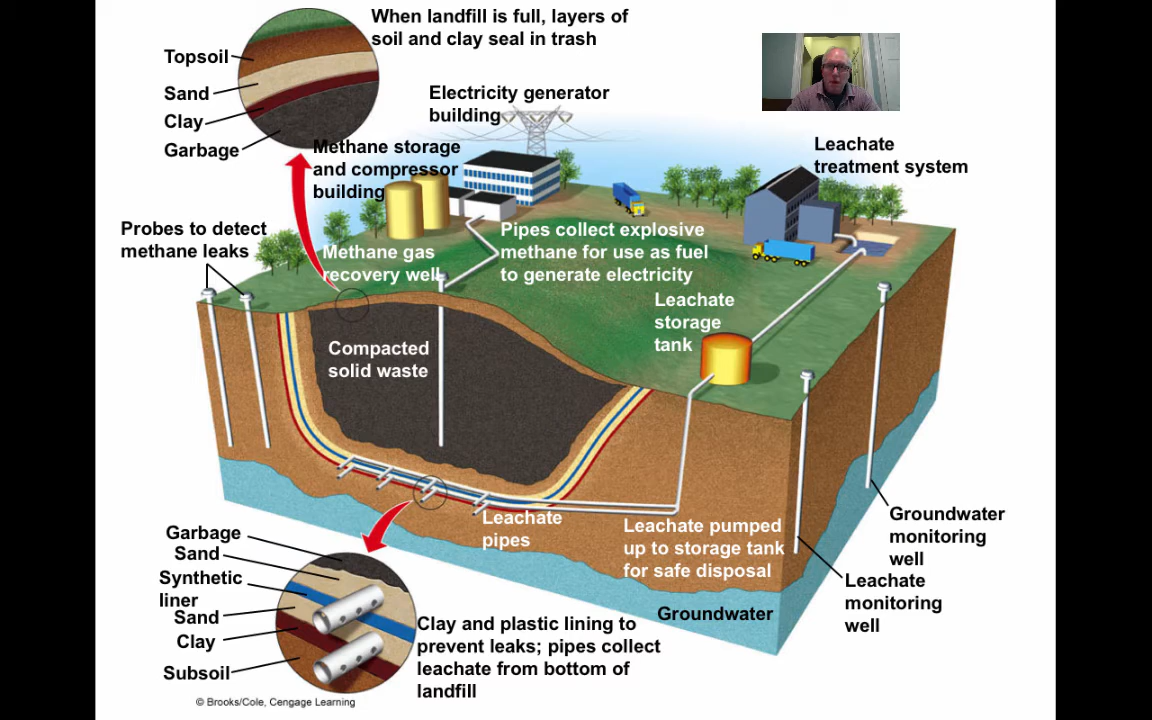 When landfill is full, layers of
soil and clay seal in trash
Topsoil
Sand
Clay
Garbage
Electricity generator
building
Methane storage
and compressor
building
Leachate
treatment system
Probes to detect
methane leaks
Methane gas
recovery well
Pipes collect explosive
methane for use as fuel
to generate electricity
Leachate
storage
tank
Compacted
solid waste
Leachate
pipes
Leachate pumped
up to storage tank
for safe disposal
Groundwater
monitoring
well
Leachate
monitoring
well
Groundwater
Garbage
Sand
Synthetic
liner
Sand
Clay
Subsoil
Clay and plastic lining to
prevent leaks; pipes collect
leachate from bottom of
landfill
© Brooks/Cole, Cengage Learning